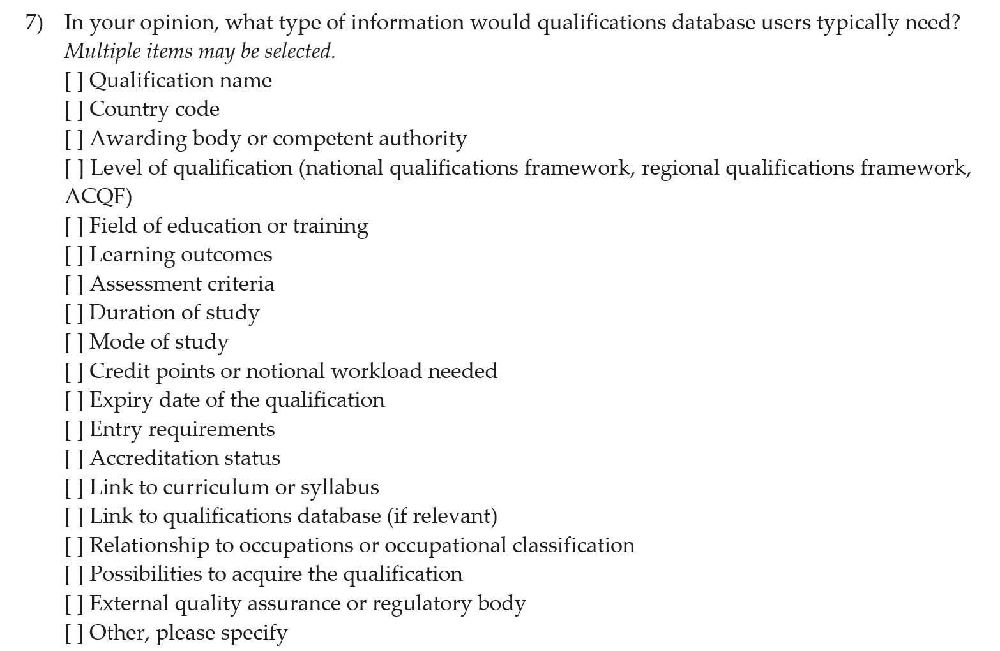 7) In your opinion, what type of information would qualifications database users typically need?
Multiple items may be selected.
[ ] Qualification name
[ ] Country code
[ ] Awarding body or competent authority
[ ] Level of qualification (national qualifications framework, regional qualifications framework,
ACQF)
[ ] Field of education or training
[ ] Learning outcomes
[ ] Assessment criteria
[ ] Duration of study
[ ] Mode of study
[ ] Credit points or notional workload needed
[ ] Expiry date of the qualification
[ ] Entry requirements
[ ] Accreditation status
[ ] Link to curriculum or syllabus
[ ] Link to qualifications database (if relevant)
[ ] Relationship to occupations or occupational classification
[ ] Possibilities to acquire the qualification
[ ] External quality assurance or regulatory body
[ ] Other, please specify